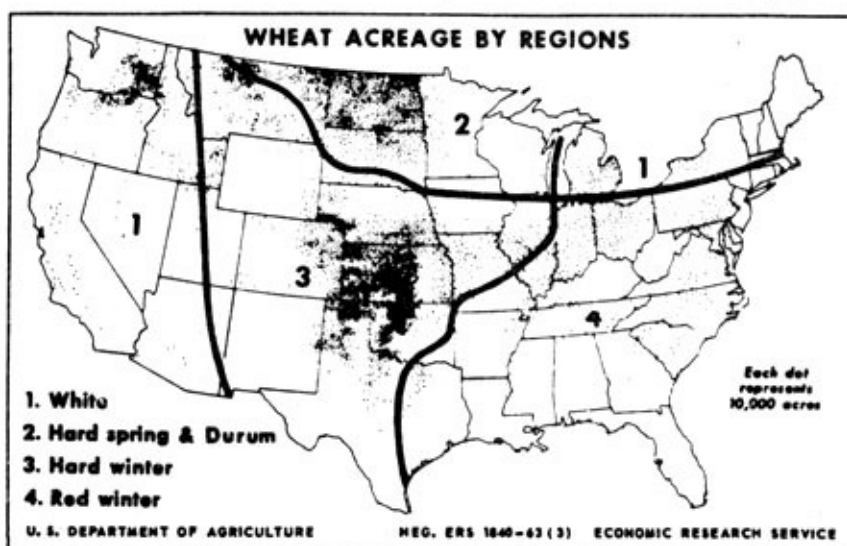 WHEAT ACREAGE BY REGIONS
2
1
1
3
4
Each dot
represents
10,000 acres
1. White
2. Hard spring & Durum
3. Hard winter
4. Red winter
U. S. DEPARTMENT OF AGRICULTURE NEG. ERS 1840-63 (3) ECONOMIC RESEARCH SERVICE